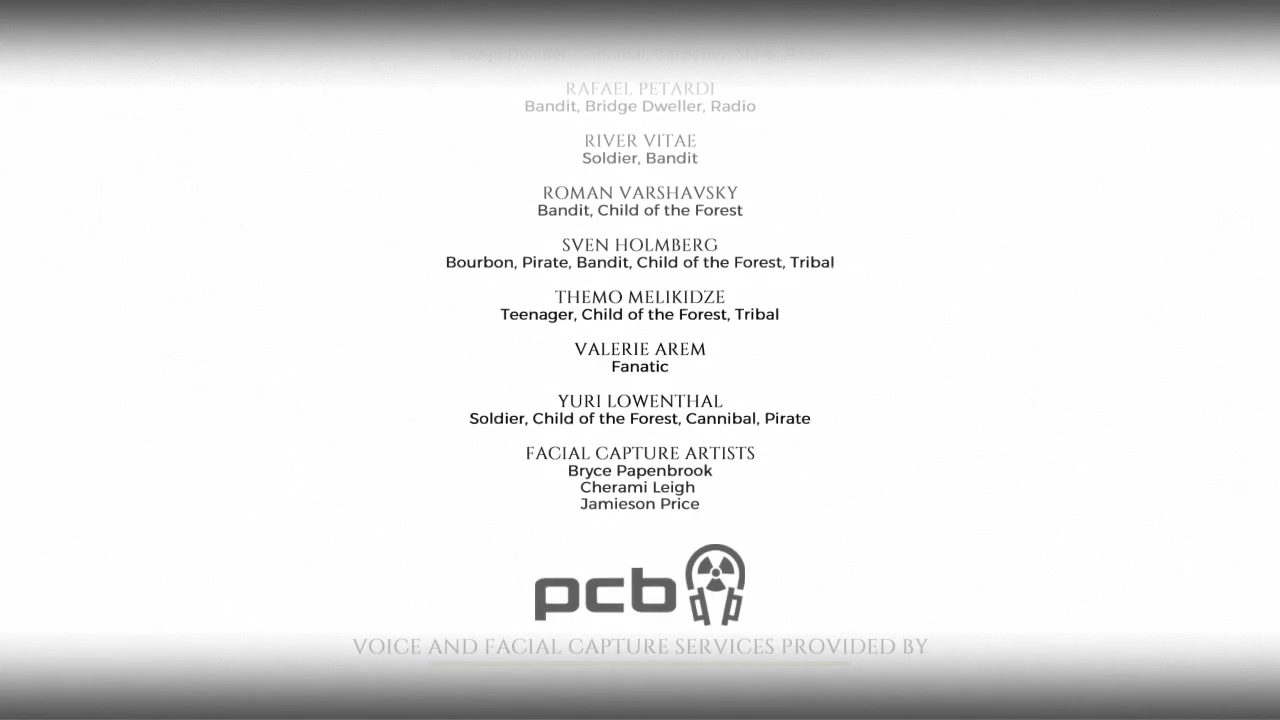 RAFAEL PETARDI
Bandit, Bridge Dweller, Radio
RIVER VITAE
Soldier, Bandit
ROMAN VARSHAVSKY
Bandit, Child of the Forest
SVEN HOLMBERG
Bourbon, Pirate, Bandit, Child of the Forest, Tribal
THEMO MELIKIDZE
Teenager, Child of the Forest, Tribal
VALERIE AREM
Fanatic
YURI LOWENTHAL
Soldier, Child of the Forest, Cannibal, Pirate
FACIAL CAPTURE ARTISTS
Bryce Papenbrook
Cherami Leigh
Jamieson Price
pcb
VOICE AND FACIAL CAPTURE SERVICES PROVIDED BY